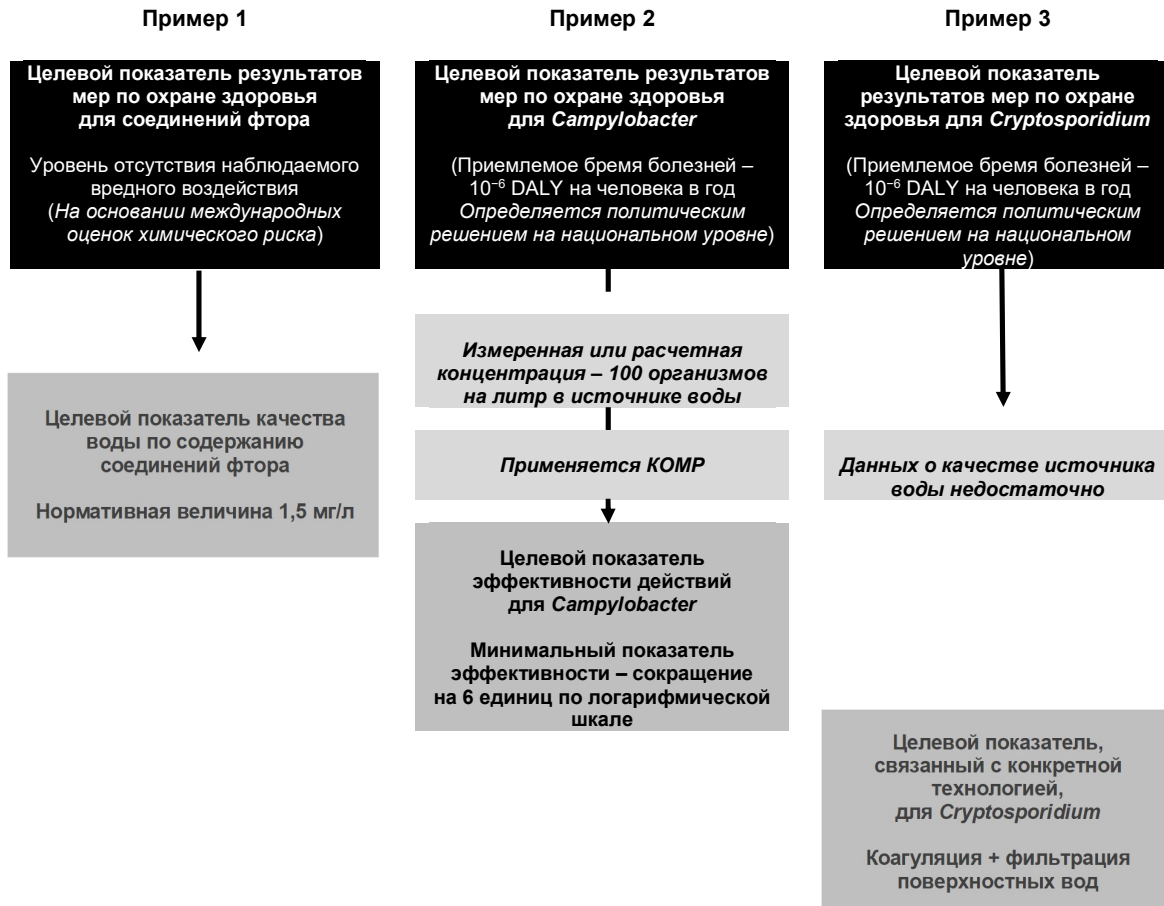 Пример 1
Целевой показатель результатов
мер по охране здоровья
для соединений фтора
Уровень отсутствия наблюдаемого
вредного воздействия
(На основании международных
оценок химического риска)
Целевой показатель качества
воды по содержанию
соединений фтора
Нормативная величина 1,5 мг/л
Пример 2
Целевой показатель результатов
мер по охране здоровья
для Campylobacter
(Приемлемое бремя болезней –
10⁻⁶ DALY на человека в год
Определяется политическим
решением на национальном уровне)
Измеренная или расчетная
концентрация – 100 организмов
на литр в источнике воды
Применяется КОМР
Целевой показатель
эффективности действий
для Campylobacter
Минимальный показатель
эффективности – сокращение
на 6 единиц по логарифмической
шкале
Пример 3
Целевой показатель
результатов мер по охране
здоровья для Cryptosporidium
(Приемлемое бремя болезней –
10⁻⁶ DALY на человека в год
Определяется политическим
решением на национальном
уровне)
Данных о качестве источника
воды недостаточно
Целевой показатель,
связанный с конкретной
технологией,
для Cryptosporidium
Коагуляция + фильтрация
поверхностных вод